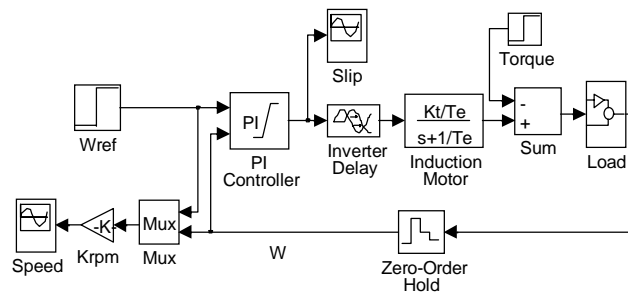 Slip
Torque
PI
Kt/Te
s+1/Te
-
+
Wref
PI
Controller
Inverter
Delay
Induction
Motor
Sum
Load
-K-
Mux
Speed
Krpm
Mux
W
Zero-Order
Hold